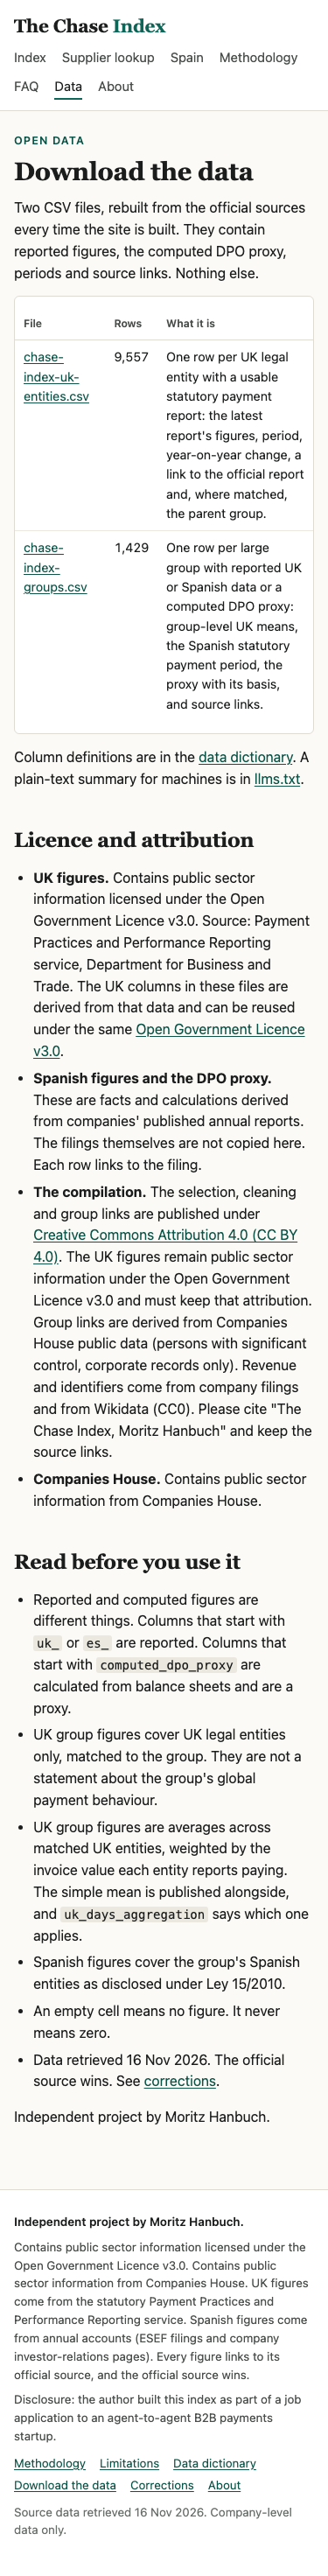 The Chase Index
Index Supplier lookup Spain Methodology
FAQ Data About
OPEN DATA
Download the data
Two CSV files, rebuilt from the official sources
every time the site is built. They contain
reported figures, the computed DPO proxy,
periods and source links. Nothing else.
File Rows What it is
chase-
index-uk-
entities.csv
9,557
One row per UK legal
entity with a usable
statutory payment
report: the latest
report's figures, period,
year-on-year change, a
link to the official report
and, where matched,
the parent group.
chase-
index-
groups.csv
1,429
One row per large
group with reported UK
or Spanish data or a
computed DPO proxy:
group-level UK means,
the Spanish statutory
payment period, the
proxy with its basis,
and source links.
Column definitions are in the data dictionary. A
plain-text summary for machines is in llms.txt.
Licence and attribution
• UK figures. Contains public sector
information licensed under the Open
Government Licence v3.0. Source: Payment
Practices and Performance Reporting
service, Department for Business and
Trade. The UK columns in these files are
derived from that data and can be reused
under the same Open Government Licence
v3.0.
• Spanish figures and the DPO proxy.
These are facts and calculations derived
from companies' published annual reports.
The filings themselves are not copied here.
Each row links to the filing.
• The compilation. The selection, cleaning
and group links are published under
Creative Commons Attribution 4.0 (CC BY
4.0). The UK figures remain public sector
information under the Open Government
Licence v3.0 and must keep that attribution.
Group links are derived from Companies
House public data (persons with significant
control, corporate records only). Revenue
and identifiers come from company filings
and from Wikidata (CC0). Please cite "The
Chase Index, Moritz Hanbuch" and keep the
source links.
• Companies House. Contains public sector
information from Companies House.
Read before you use it
• Reported and computed figures are
different things. Columns that start with
uk_ or es_ are reported. Columns that
start with computed_dpo_proxy are
calculated from balance sheets and are a
proxy.
• UK group figures cover UK legal entities
only, matched to the group. They are not a
statement about the group's global
payment behaviour.
• UK group figures are averages across
matched UK entities, weighted by the
invoice value each entity reports paying.
The simple mean is published alongside,
and uk_days_aggregation says which one
applies.
• Spanish figures cover the group's Spanish
entities as disclosed under Ley 15/2010.
• An empty cell means no figure. It never
means zero.
• Data retrieved 16 Nov 2026. The official
source wins. See corrections.
Independent project by Moritz Hanbuch.
Independent project by Moritz Hanbuch.
Contains public sector information licensed under the
Open Government Licence v3.0. Contains public
sector information from Companies House. UK figures
come from the statutory Payment Practices and
Performance Reporting service. Spanish figures come
from annual accounts (ESEF filings and company
investor-relations pages). Every figure links to its
official source, and the official source wins.
Disclosure: the author built this index as part of a job
application to an agent-to-agent B2B payments
startup.
Methodology Limitations Data dictionary
Download the data Corrections About
Source data retrieved 16 Nov 2026. Company-level
data only.